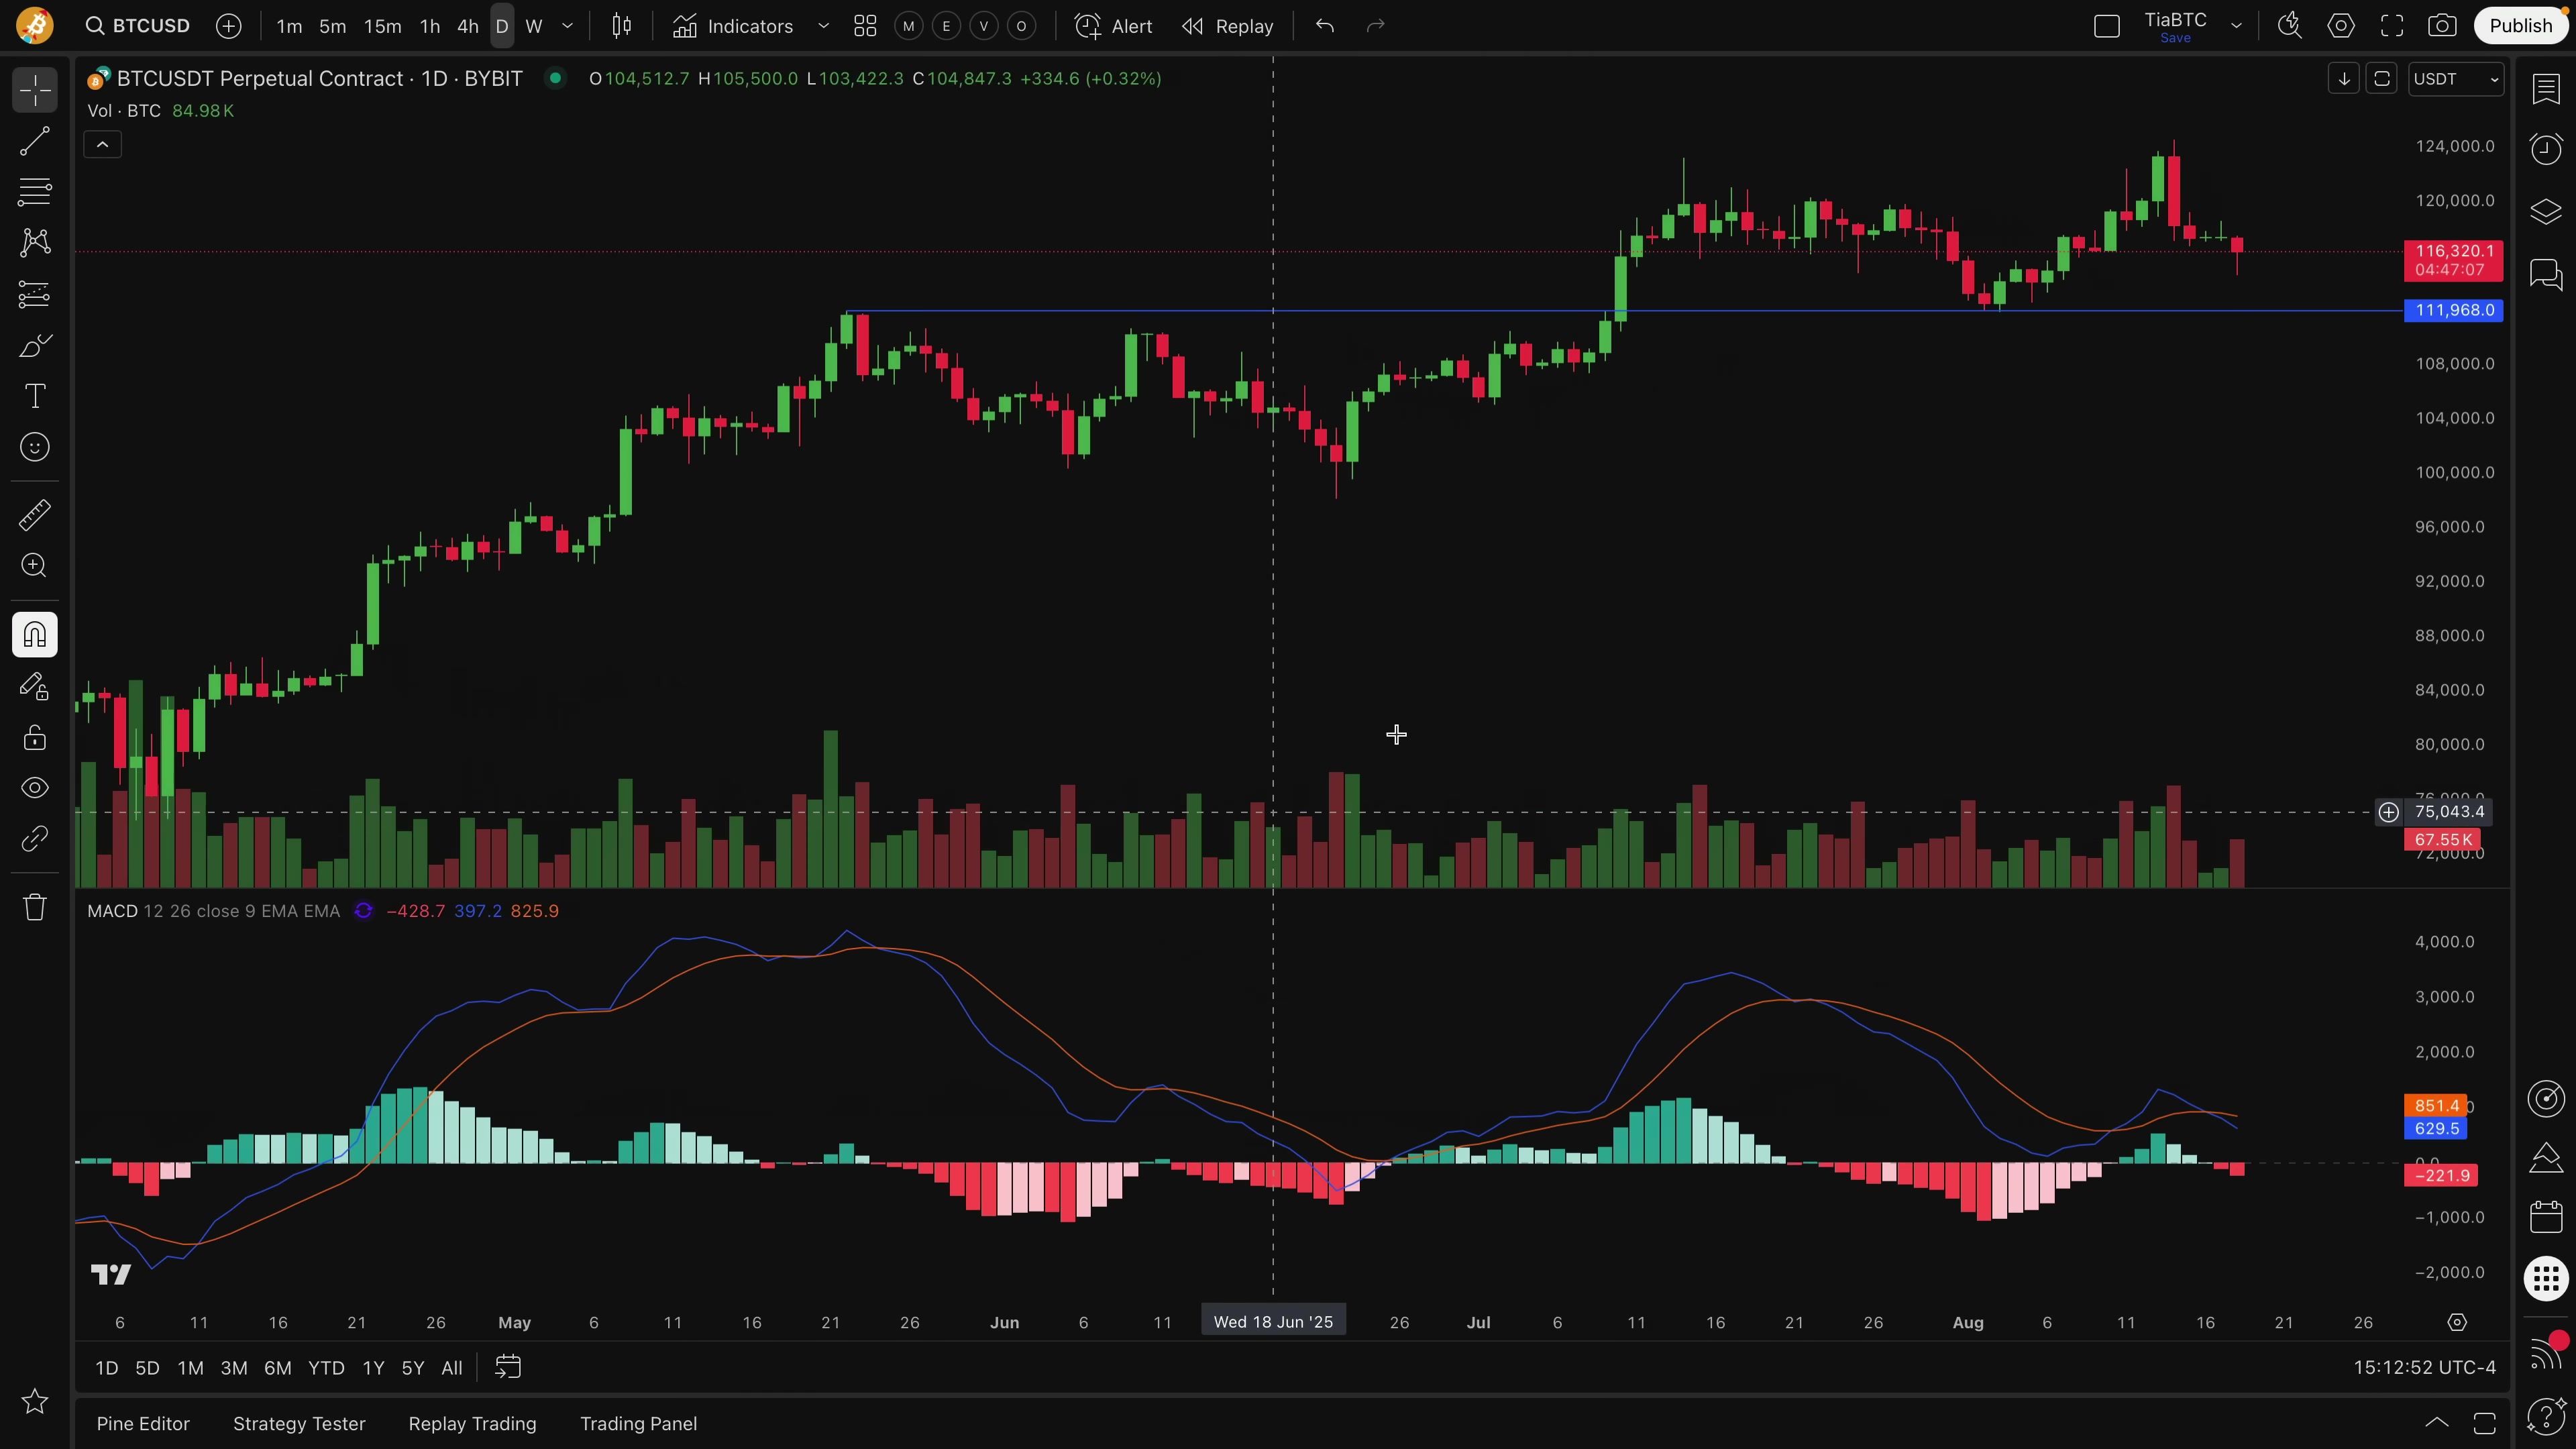 BTCUSD 1m 5m 15m 1h 4h D W Indicators M E V O Alert Replay TiaBTC Publish
Save
BTCUSDT Perpetual Contract · 1D · BYBIT O104,512.7 H105,500.0 L103,422.3 C104,847.3 +334.6 (+0.32%) USDT
Vol · BTC 84.98K
124,000.0
120,000.0
116,320.1
04:47:07
111,968.0
108,000.0
104,000.0
100,000.0
96,000.0
92,000.0
88,000.0
84,000.0
80,000.0
75,043.4
67.55K
72,000.0
MACD 12 26 close 9 EMA EMA −428.7 397.2 825.9
4,000.0
3,000.0
2,000.0
851.4
629.5
−221.9
−1,000.0
−2,000.0
6 11 16 21 26 May 6 11 16 21 26 Jun 6 11 Wed 18 Jun '25 26 Jul 6 11 16 21 26 Aug 6 11 16 21 26
1D 5D 1M 3M 6M YTD 1Y 5Y All 15:12:52 UTC-4
Pine Editor Strategy Tester Replay Trading Trading Panel